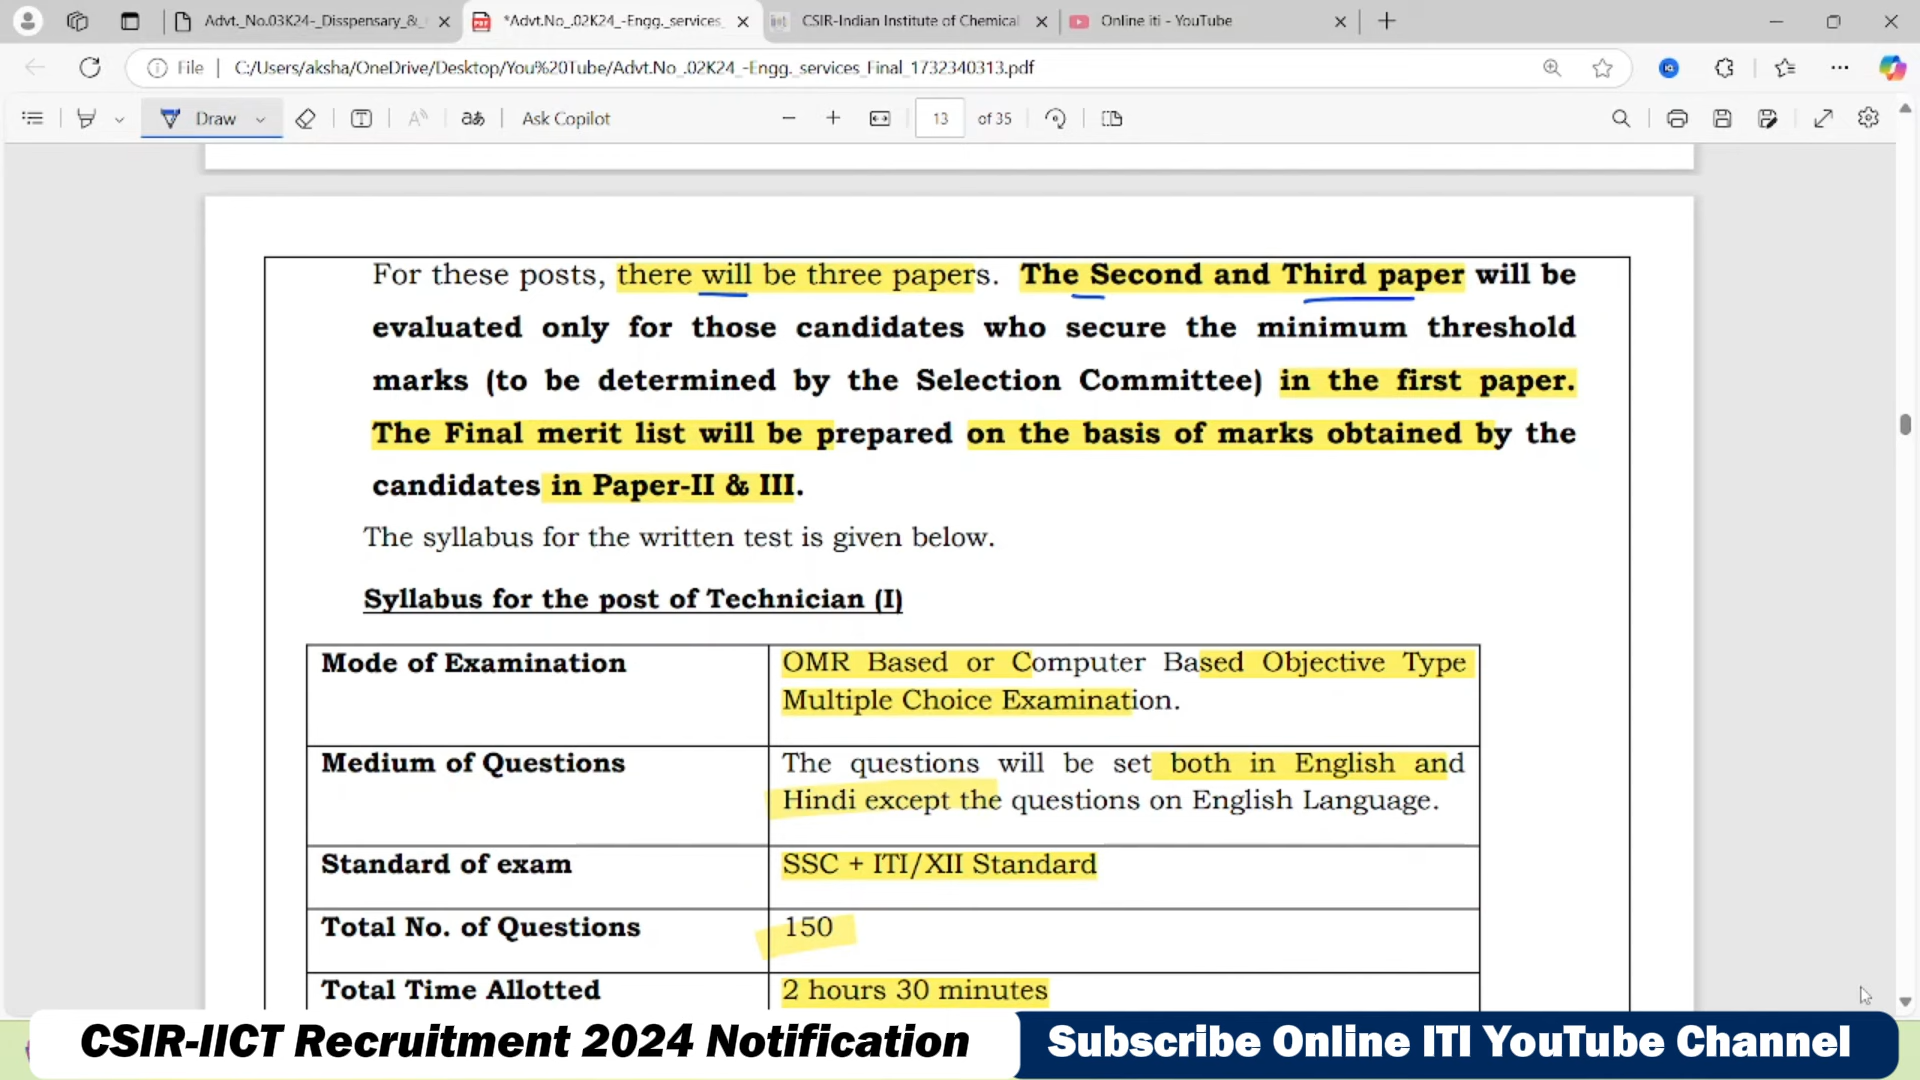 Advt._No.03K24-_Disspensary_&_
*Advt.No_.02K24_-Engg._services_
CSIR-Indian Institute of Chemical
Online iti - YouTube
File
C:/Users/aksha/OneDrive/Desktop/You%20Tube/Advt.No_.02K24_-Engg._services_Final_1732340313.pdf
Draw
Ask Copilot
13 of 35
For these posts, there will be three papers. The Second and Third paper will be
evaluated only for those candidates who secure the minimum threshold
marks (to be determined by the Selection Committee) in the first paper.
The Final merit list will be prepared on the basis of marks obtained by the
candidates in Paper-II & III.
The syllabus for the written test is given below.
Syllabus for the post of Technician (I)
Mode of Examination
OMR Based or Computer Based Objective Type
Multiple Choice Examination.
Medium of Questions
The questions will be set both in English and
Hindi except the questions on English Language.
Standard of exam
SSC + ITI/XII Standard
Total No. of Questions
150
Total Time Allotted
2 hours 30 minutes
CSIR-IICT Recruitment 2024 Notification
Subscribe Online ITI YouTube Channel